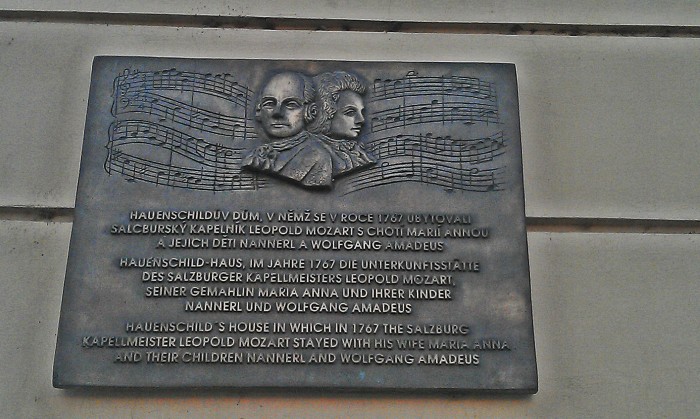 HAUENSCHILDŮV DŮM, V NĚMŽ SE V ROCE 1767 UBYTOVALI
SALCBURSKÝ KAPELNÍK LEOPOLD MOZART S CHOTÍ MARIÍ ANNOU
A JEJICH DĚTI NANNERL A WOLFGANG AMADEUS
HAUENSCHILD-HAUS, IM JAHRE 1767 DIE UNTERKUNFTSSTÄTTE
DES SALZBURGER KAPELLMEISTERS LEOPOLD MOZART,
SEINER GEMAHLIN MARIA ANNA UND IHRER KINDER
NANNERL UND WOLFGANG AMADEUS
HAUENSCHILD´S HOUSE IN WHICH IN 1767 THE SALZBURG
KAPELLMEISTER LEOPOLD MOZART STAYED WITH HIS WIFE MARIA ANNA
AND THEIR CHILDREN NANNERL AND WOLFGANG AMADEUS